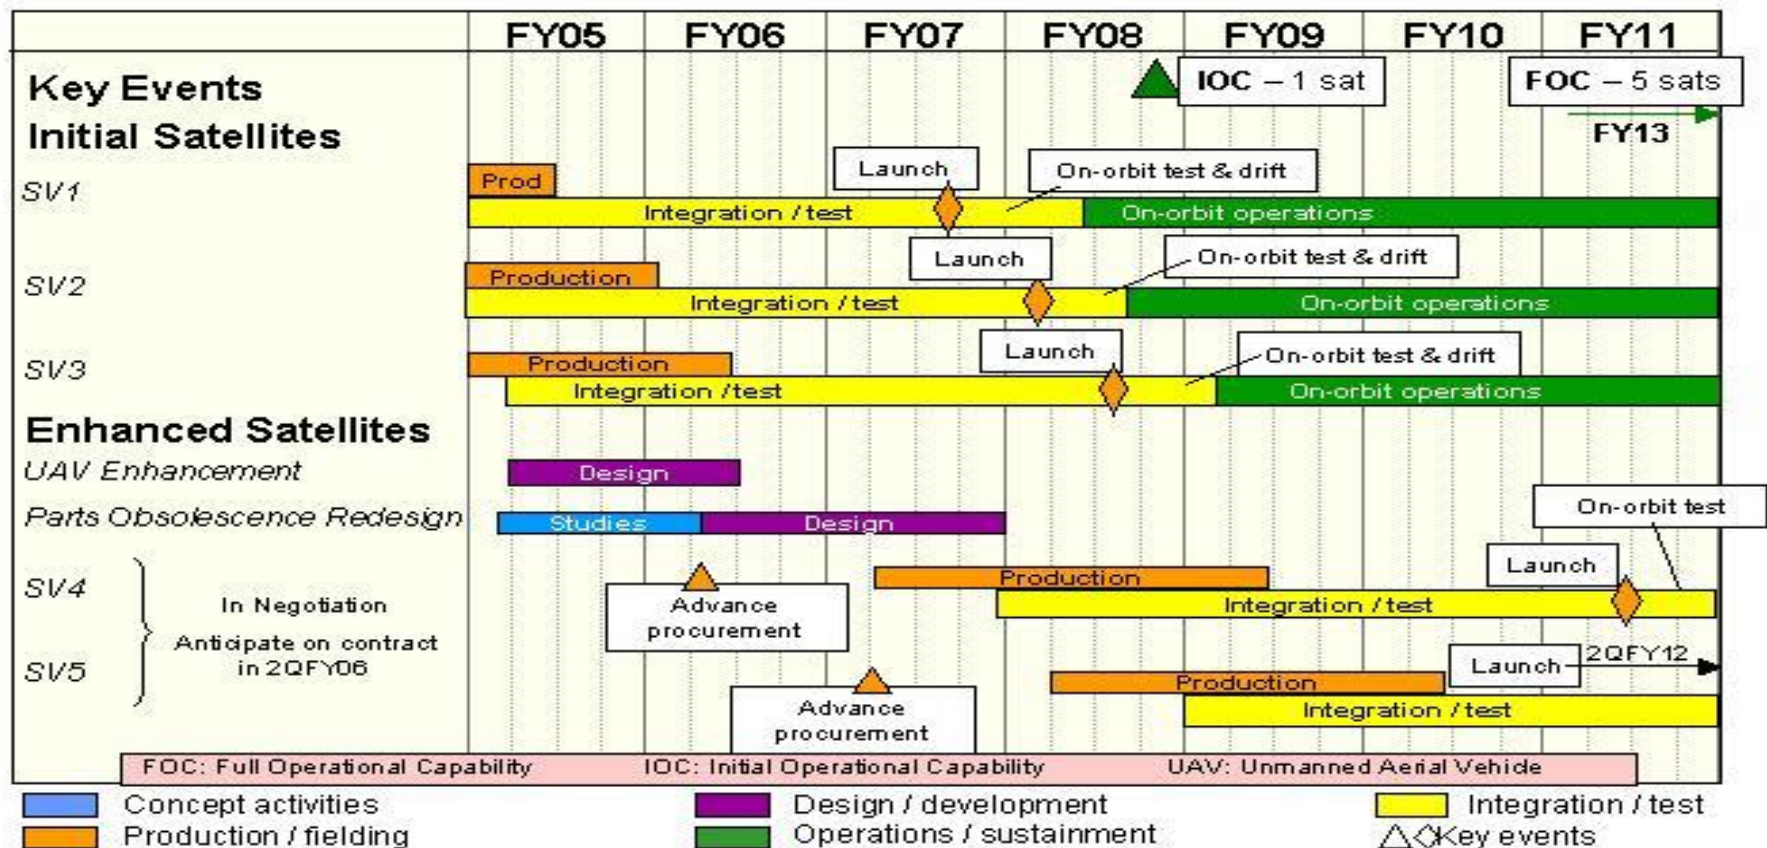 FY05 FY06 FY07 FY08 FY09 FY10 FY11
Key Events
IOC – 1 sat
FOC – 5 sats
FY13
Initial Satellites
SV1
Prod
Launch
On-orbit test & drift
Integration / test
On-orbit operations
SV2
Production
Launch
On-orbit test & drift
Integration / test
On-orbit operations
SV3
Production
Launch
On-orbit test & drift
Integration / test
On-orbit operations
Enhanced Satellites
UAV Enhancement
Design
Parts Obsolescence Redesign
Studies
Design
On-orbit test
SV4
Advance
procurement
Production
Launch
Integration / test
In Negotiation
Anticipate on contract
in 2QFY06
SV5
Advance
procurement
Production
Launch
2QFY12
Integration / test
FOC: Full Operational Capability IOC: Initial Operational Capability UAV: Unmanned Aerial Vehicle
Concept activities
Design / development
Integration / test
Production / fielding
Operations / sustainment
Key events